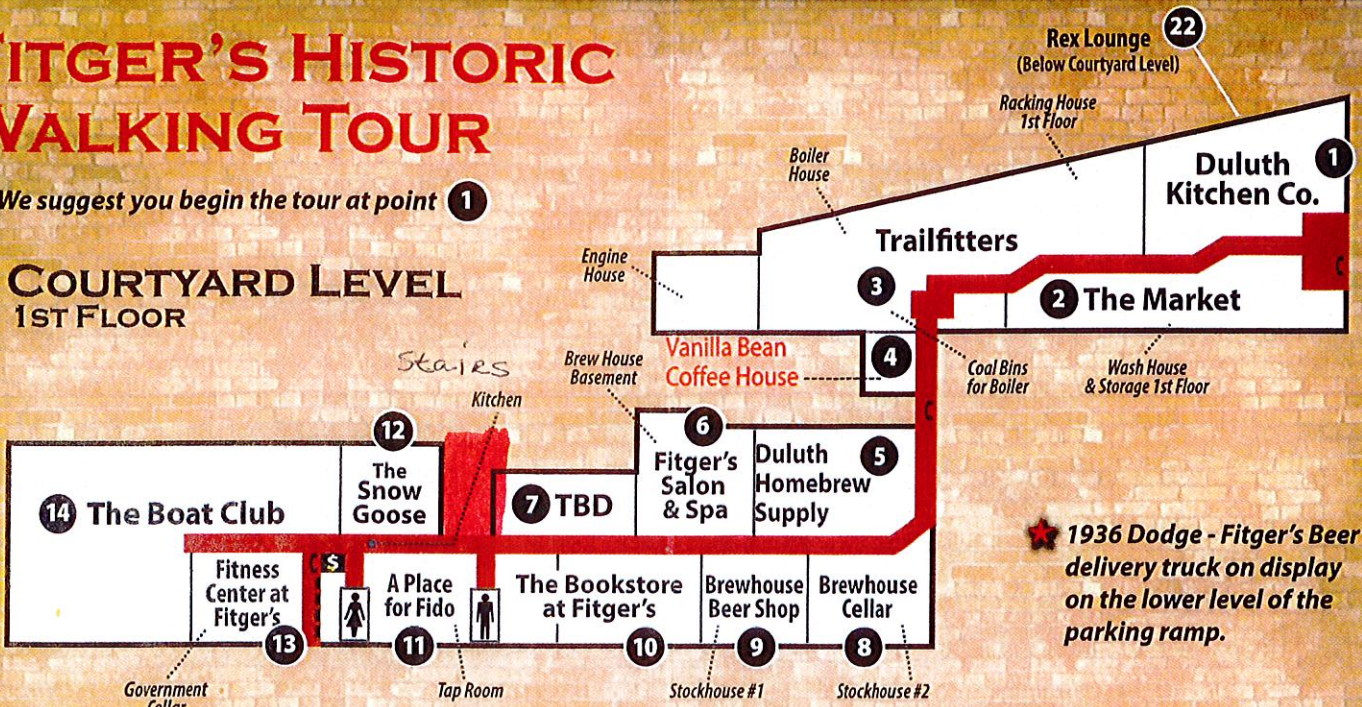 FITGER'S HISTORIC
WALKING TOUR
We suggest you begin the tour at point 1
COURTYARD LEVEL
1ST FLOOR
Rex Lounge 22
(Below Courtyard Level)
Racking House
1st Floor
Boiler
House
Engine
House
Duluth
Kitchen Co.
1
Trailfitters
3
2 The Market
C
4
Vanilla Bean
Coffee House
Coal Bins
for Boiler
Wash House
& Storage 1st Floor
C
Stairs
Kitchen
Brew House
Basement
14 The Boat Club
12
The
Snow
Goose
7 TBD
6
Fitger's
Salon
& Spa
Duluth
Homebrew
Supply
5
Fitness
Center at
Fitger's
13
C
$
A Place
for Fido
11
The Bookstore
at Fitger's
10
Brewhouse
Beer Shop
9
Brewhouse
Cellar
8
Government
Cellar
Tap Room
Stockhouse #1
Stockhouse #2
1936 Dodge - Fitger's Beer
delivery truck on display
on the lower level of the
parking ramp.